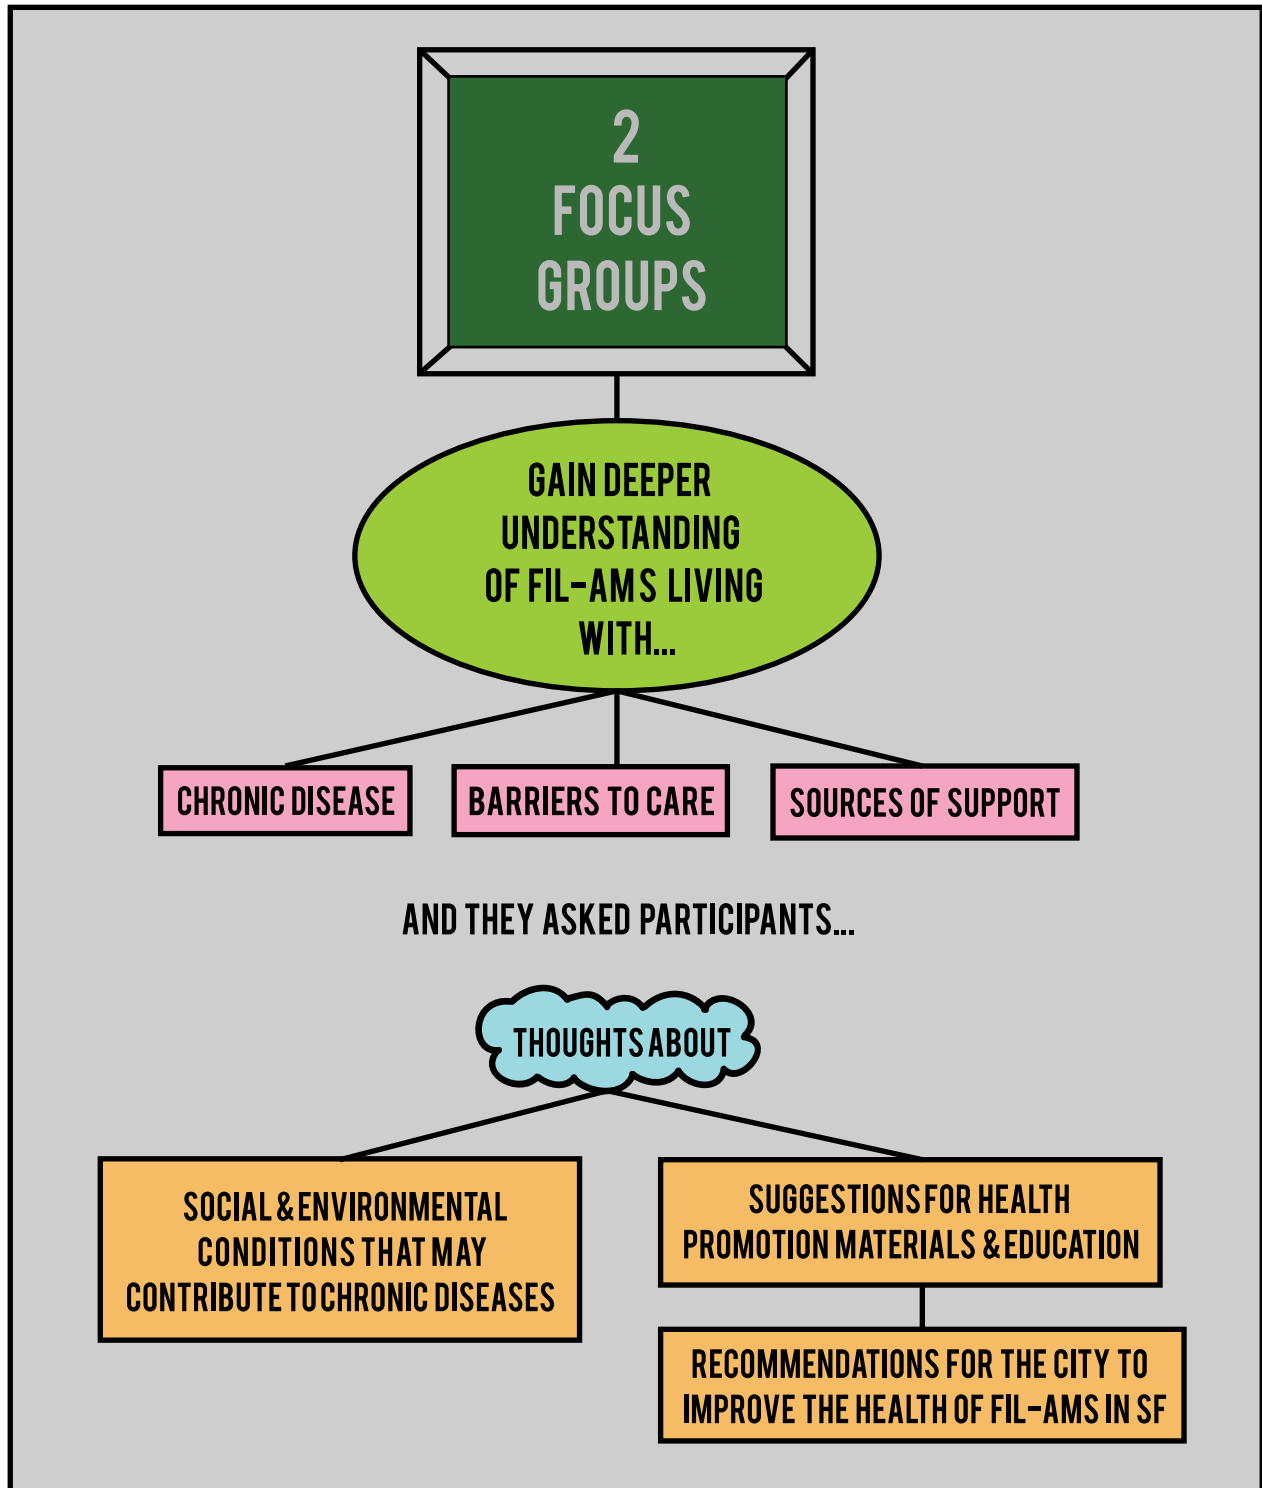 2
FOCUS
GROUPS
GAIN DEEPER
UNDERSTANDING
OF FIL-AMS LIVING
WITH...
CHRONIC DISEASE
BARRIERS TO CARE
SOURCES OF SUPPORT
AND THEY ASKED PARTICIPANTS...
THOUGHTS ABOUT
SOCIAL & ENVIRONMENTAL
CONDITIONS THAT MAY
CONTRIBUTE TO CHRONIC DISEASES
SUGGESTIONS FOR HEALTH
PROMOTION MATERIALS & EDUCATION
RECOMMENDATIONS FOR THE CITY TO
IMPROVE THE HEALTH OF FIL-AMS IN SF